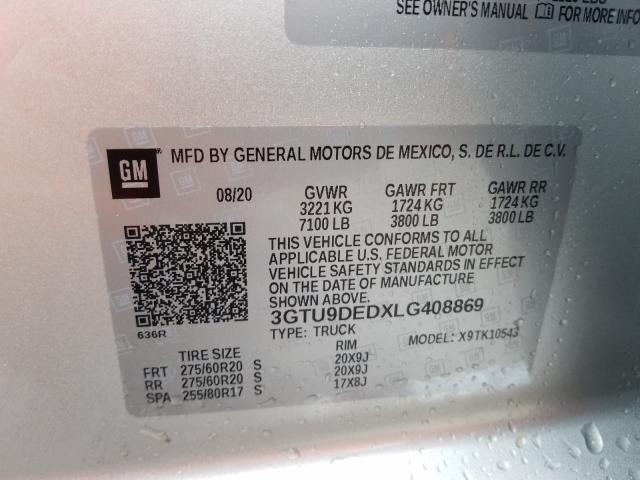 SEE OWNER'S MANUAL FOR MORE INFO
GM
MFD BY GENERAL MOTORS DE MEXICO, S. DE R.L. DE C.V.
08/20 GVWR GAWR FRT GAWR RR
3221 KG 1724 KG 1724 KG
7100 LB 3800 LB 3800 LB
THIS VEHICLE CONFORMS TO ALL
APPLICABLE U.S. FEDERAL MOTOR
VEHICLE SAFETY STANDARDS IN EFFECT
ON THE DATE OF MANUFACTURE
SHOWN ABOVE.
3GTU9DEDXLG408869
636R TYPE: TRUCK MODEL: X9TK10543
TIRE SIZE RIM
FRT 275/60R20 S 20X9J
RR 275/60R20 S 20X9J
SPA 255/80R17 S 17X8J